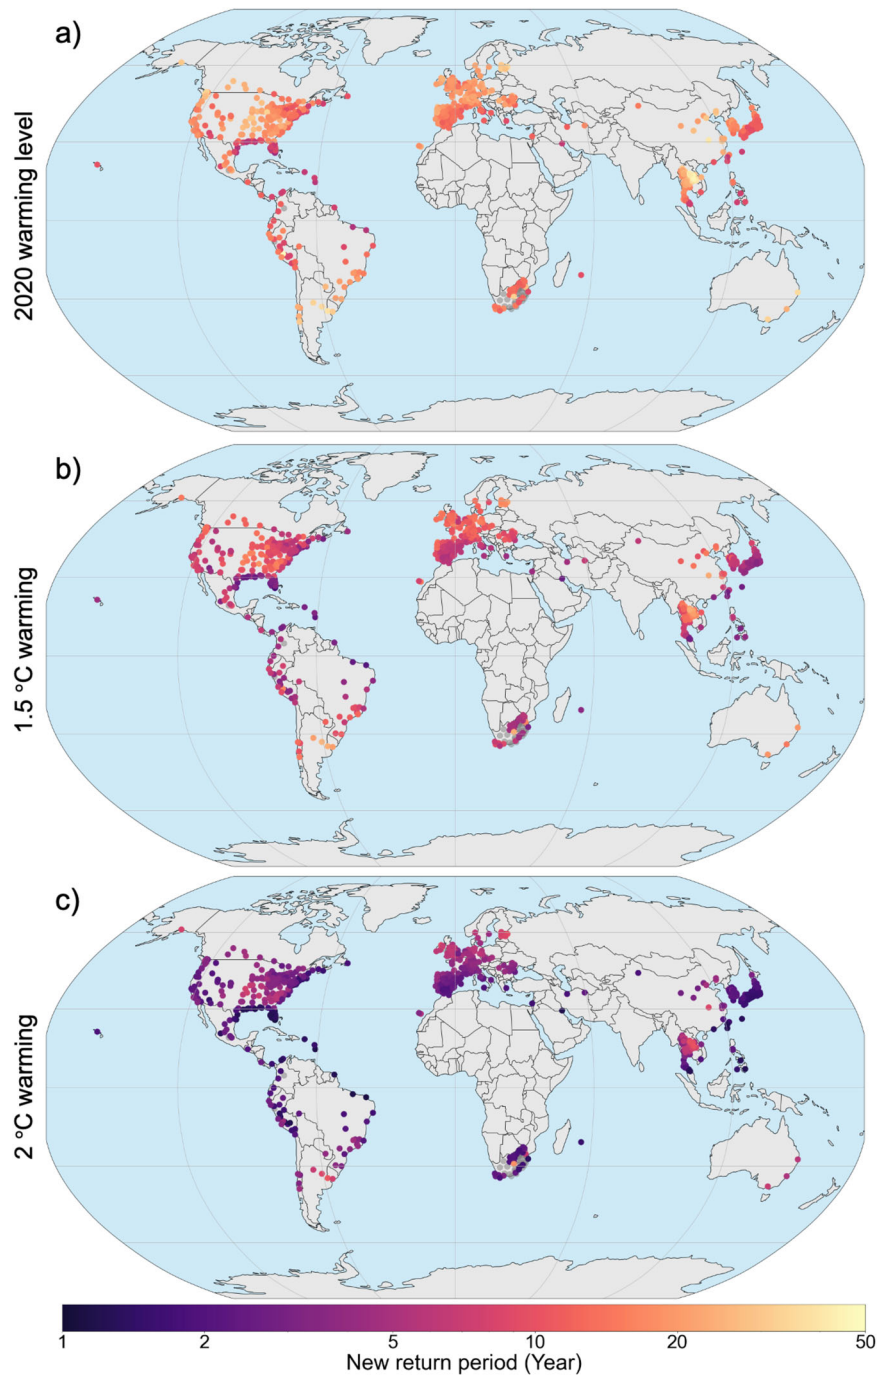 a)
2020 warming level
b)
1.5 °C warming
c)
2 °C warming
1 2 5 10 20 50
New return period (Year)